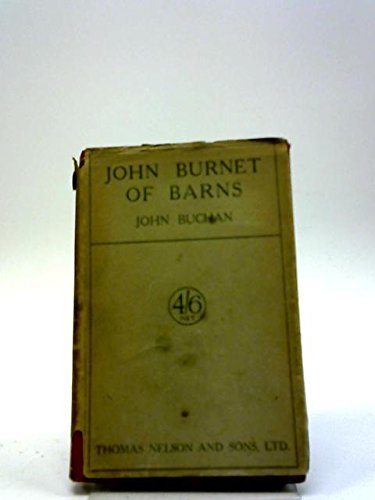 JOHN BURNET
OF BARNS
JOHN BUCHAN
4/6
NET
THOMAS NELSON AND SONS, LTD.